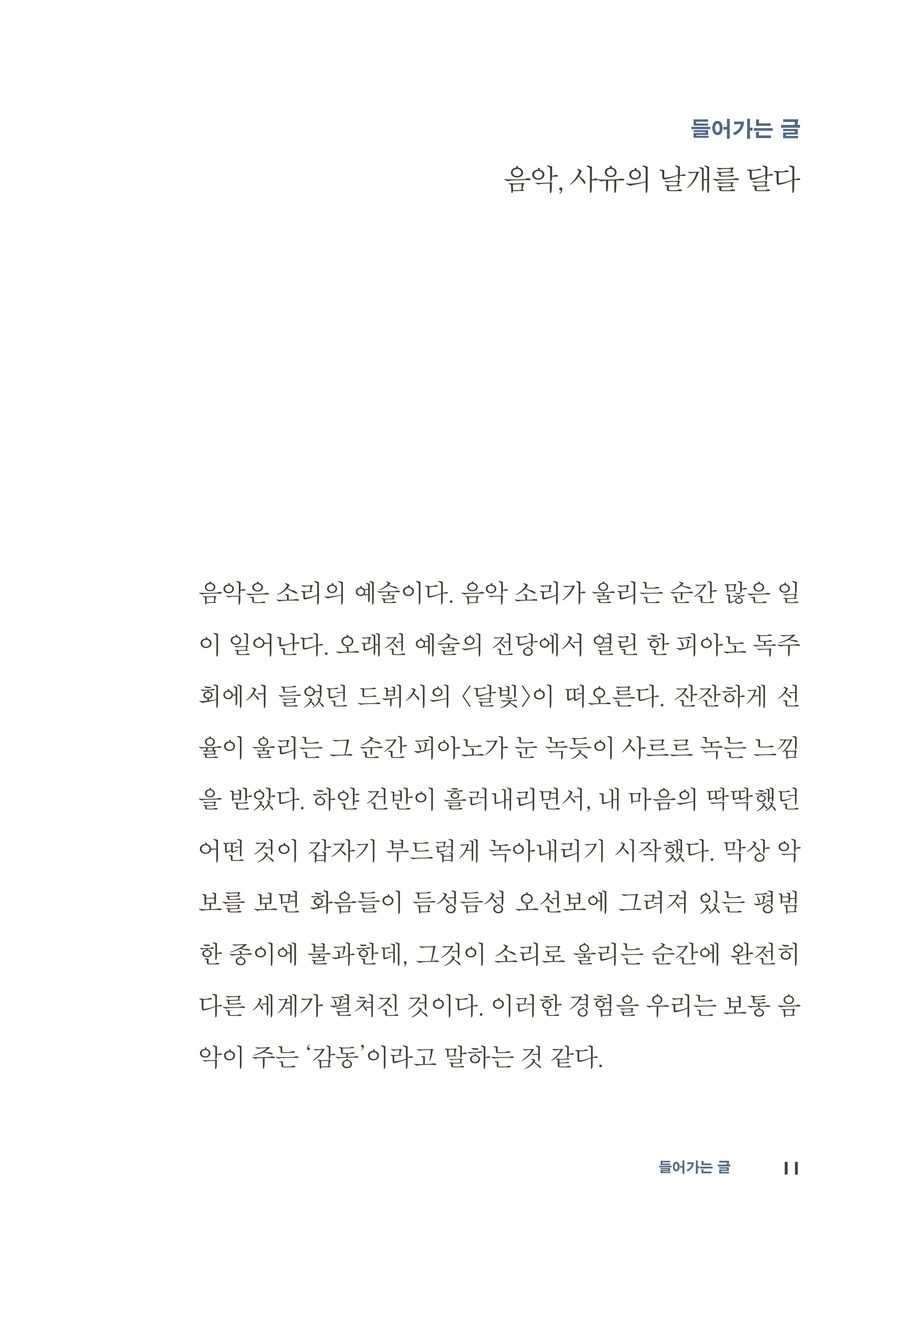 들어가는 글
음악, 사유의 날개를 달다
음악은 소리의 예술이다. 음악 소리가 울리는 순간 많은 일
이 일어난다. 오래전 예술의 전당에서 열린 한 피아노 독주
회에서 들었던 드뷔시의 〈달빛〉이 떠오른다. 잔잔하게 선
율이 울리는 그 순간 피아노가 눈 녹듯이 사르르 녹는 느낌
을 받았다. 하얀 건반이 흘러내리면서, 내 마음의 딱딱했던
어떤 것이 갑자기 부드럽게 녹아내리기 시작했다. 막상 악
보를 보면 화음들이 듬성듬성 오선보에 그려져 있는 평범
한 종이에 불과한데, 그것이 소리로 울리는 순간에 완전히
다른 세계가 펼쳐진 것이다. 이러한 경험을 우리는 보통 음
악이 주는 ‘감동’이라고 말하는 것 같다.
들어가는 글 11